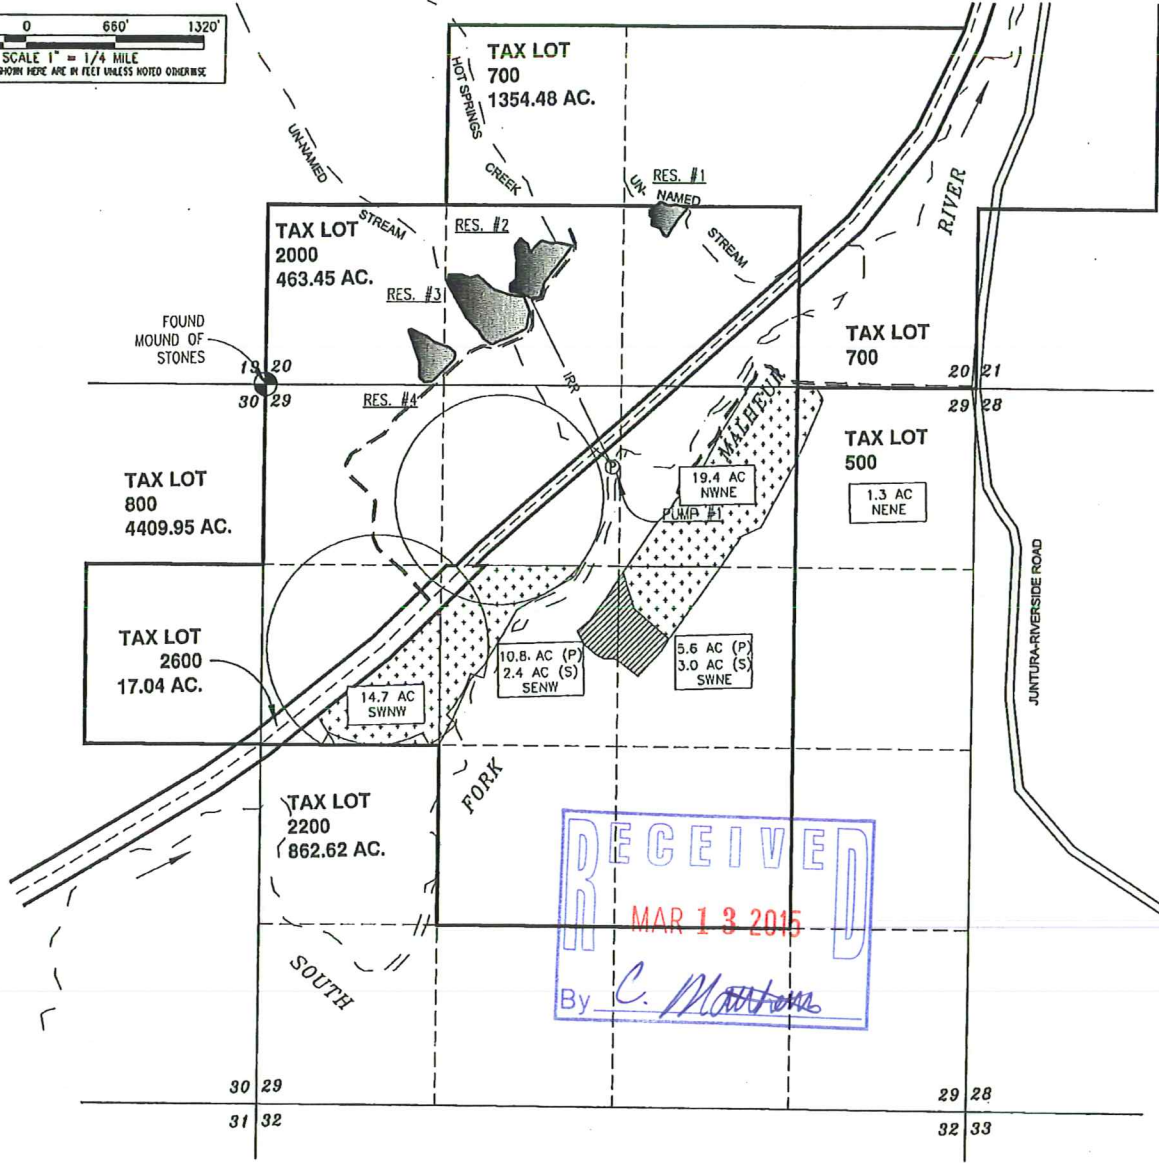 0 660' 1320'
SCALE 1" = 1/4 MILE
SHOWN HERE ARE IN FEET UNLESS NOTED OTHERWISE
TAX LOT
700
1354.48 AC.
HOT SPRINGS
CREEK
UN-NAMED
STREAM
RES. #1
UN-NAMED
STREAM
RIVER
TAX LOT
2000
463.45 AC.
RES. #2
RES. #3
FOUND
MOUND OF
STONES
19 20
30 29
RES. #4
IRR
TAX LOT
700
20 21
29 28
MALHEUR
TAX LOT
500
1.3 AC
NENE
TAX LOT
800
4409.95 AC.
P
19.4 AC
NWNE
PUMP #1
JUNTURA-RIVERSIDE ROAD
TAX LOT
2600
17.04 AC.
10.8. AC (P)
2.4 AC (S)
SENW
5.6 AC (P)
3.0 AC (S)
SWNE
14.7 AC
SWNW
FORK
TAX LOT
2200
862.62 AC.
SOUTH
RECEIVED
MAR 13 2015
By C. Matthews
30 29
31 32
29 28
32 33